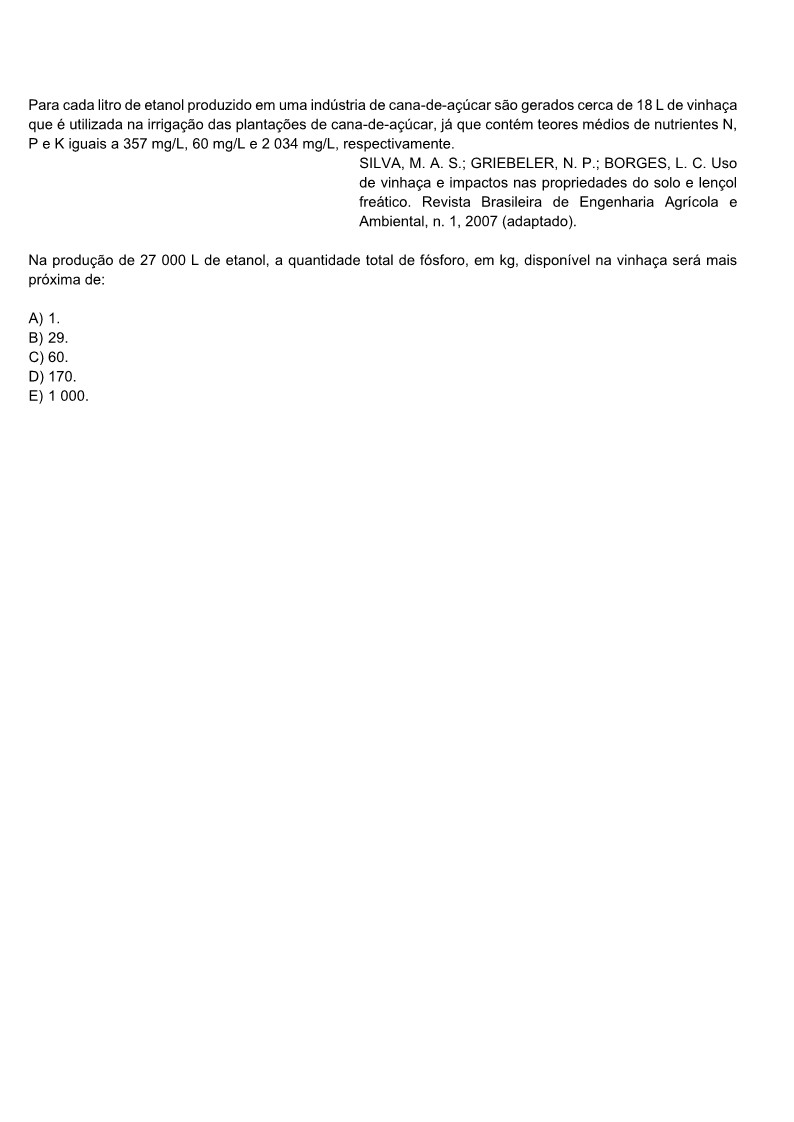 Para cada litro de etanol produzido em uma indústria de cana-de-açúcar são gerados cerca de 18 L de vinhaça
que é utilizada na irrigação das plantações de cana-de-açúcar, já que contém teores médios de nutrientes N,
P e K iguais a 357 mg/L, 60 mg/L e 2 034 mg/L, respectivamente.
SILVA, M. A. S.; GRIEBELER, N. P.; BORGES, L. C. Uso
de vinhaça e impactos nas propriedades do solo e lençol
freático. Revista Brasileira de Engenharia Agrícola e
Ambiental, n. 1, 2007 (adaptado).
Na produção de 27 000 L de etanol, a quantidade total de fósforo, em kg, disponível na vinhaça será mais
próxima de:
A) 1.
B) 29.
C) 60.
D) 170.
E) 1 000.